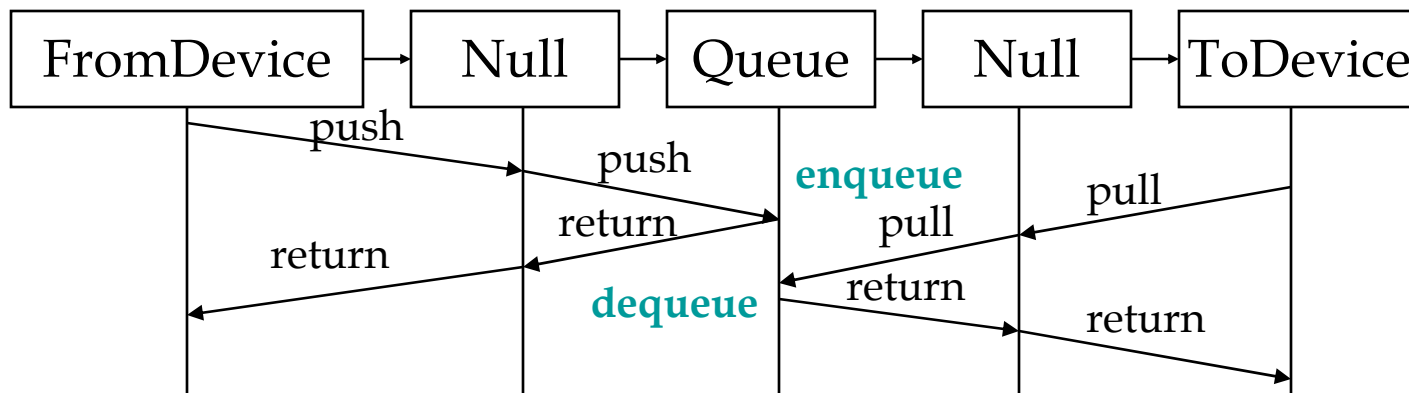 FromDevice Null Queue Null ToDevice
push
push
enqueue
pull
return
pull
return
dequeue
return
return